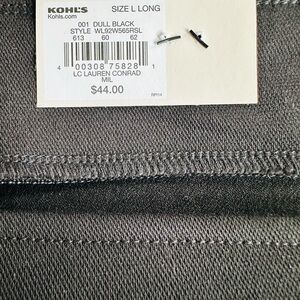 KOHL'S SIZE L LONG
Kohls.com
001 DULL BLACK
STYLE WL92W565RSL
613 60 62
4 00308 75828 1
LC LAUREN CONRAD
MIL
$44.00